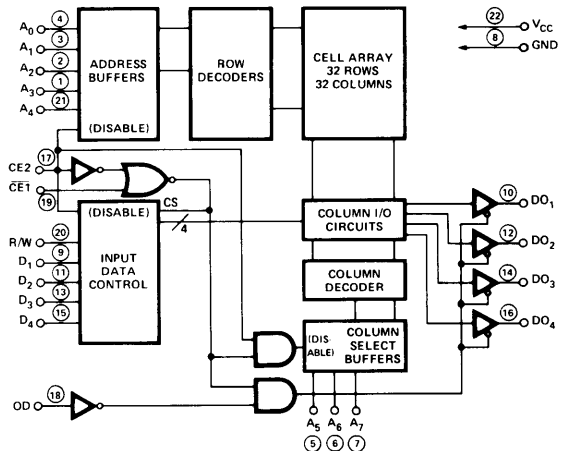 A0 4
A1 3
A2 2
A3 1
A4 21
ADDRESS
BUFFERS
(DISABLE)
ROW
DECODERS
CELL ARRAY
32 ROWS
32 COLUMNS
22 VCC
8 GND
17
CE2
CE1
19
CS
4
(DISABLE)
INPUT
DATA
CONTROL
R/W 20
D1 9
D2 11
D3 13
D4 15
COLUMN I/O
CIRCUITS
COLUMN
DECODER
(DIS-
ABLE)
COLUMN
SELECT
BUFFERS
10 DO1
12 DO2
14 DO3
16 DO4
OD 18
A5 A6 A7
5 6 7